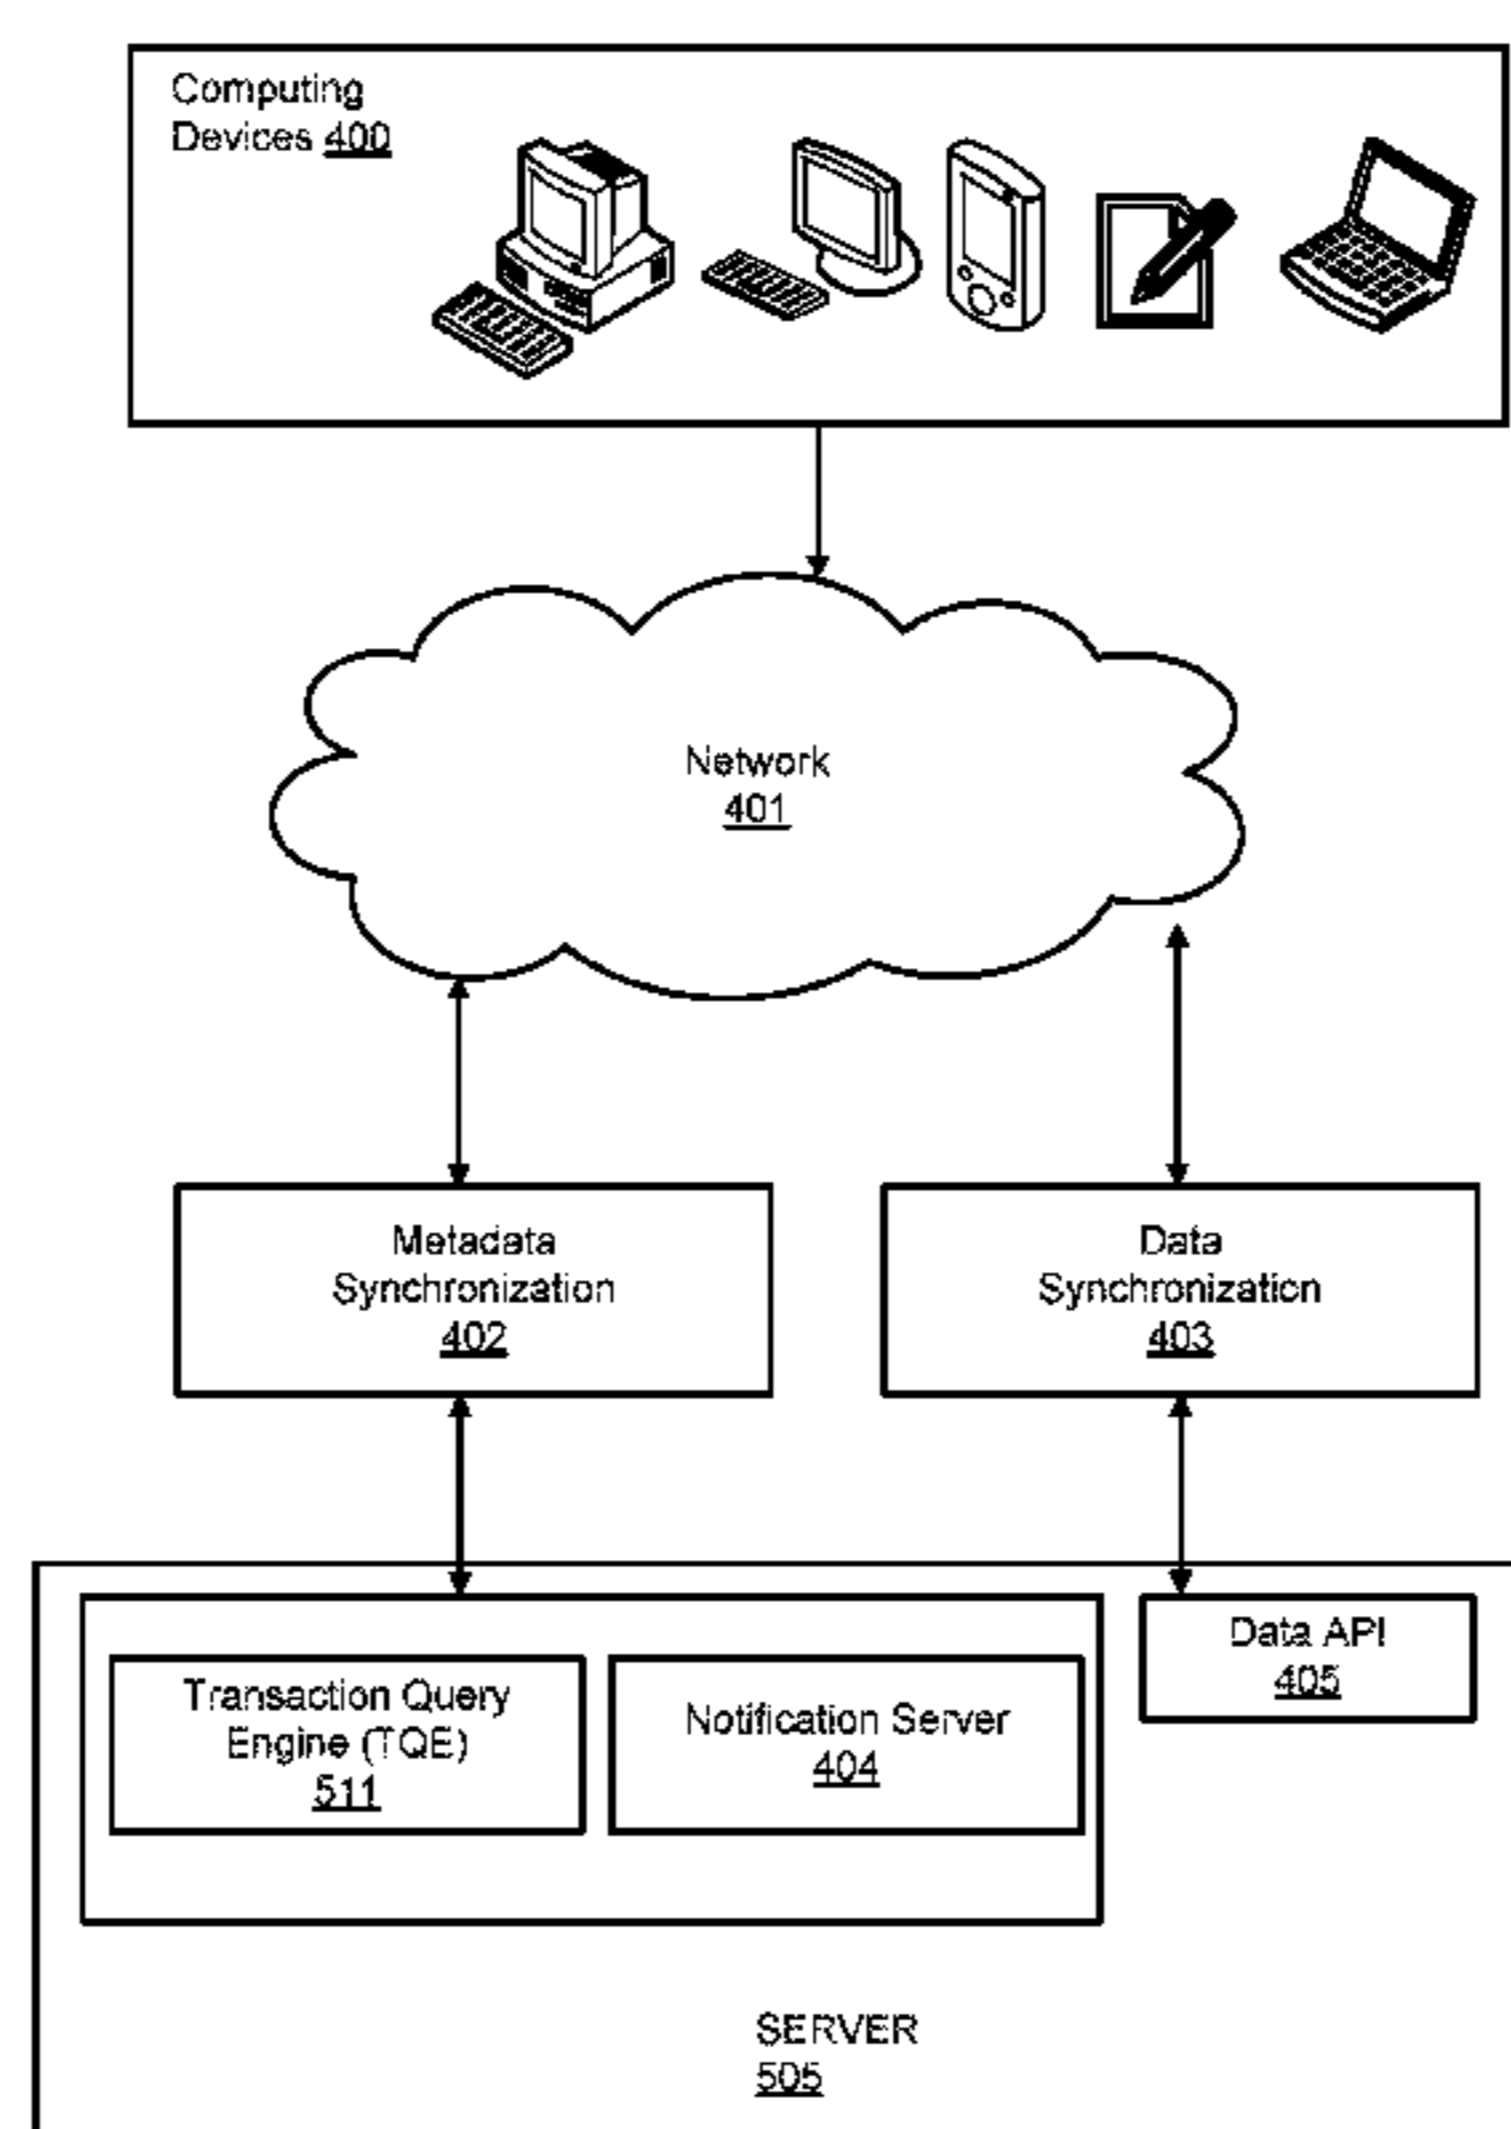 Computing
Devices 400
Network
401
Metadata
Synchronization
402
Data
Synchronization
403
Transaction Query
Engine (TQE)
511
Notification Server
404
Data API
405
SERVER
505